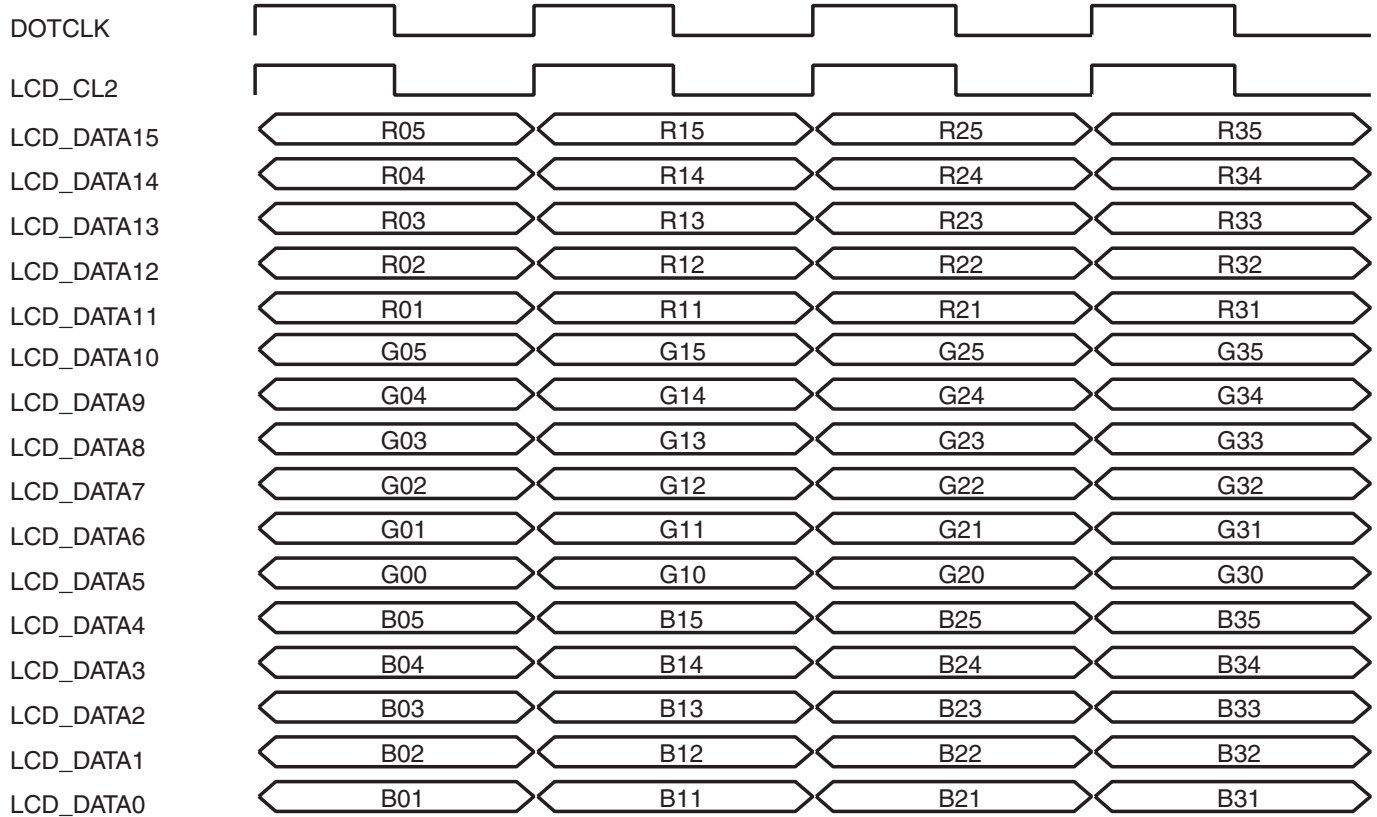 DOTCLK
LCD_CL2
LCD_DATA15 R05 R15 R25 R35
LCD_DATA14 R04 R14 R24 R34
LCD_DATA13 R03 R13 R23 R33
LCD_DATA12 R02 R12 R22 R32
LCD_DATA11 R01 R11 R21 R31
LCD_DATA10 G05 G15 G25 G35
LCD_DATA9 G04 G14 G24 G34
LCD_DATA8 G03 G13 G23 G33
LCD_DATA7 G02 G12 G22 G32
LCD_DATA6 G01 G11 G21 G31
LCD_DATA5 G00 G10 G20 G30
LCD_DATA4 B05 B15 B25 B35
LCD_DATA3 B04 B14 B24 B34
LCD_DATA2 B03 B13 B23 B33
LCD_DATA1 B02 B12 B22 B32
LCD_DATA0 B01 B11 B21 B31